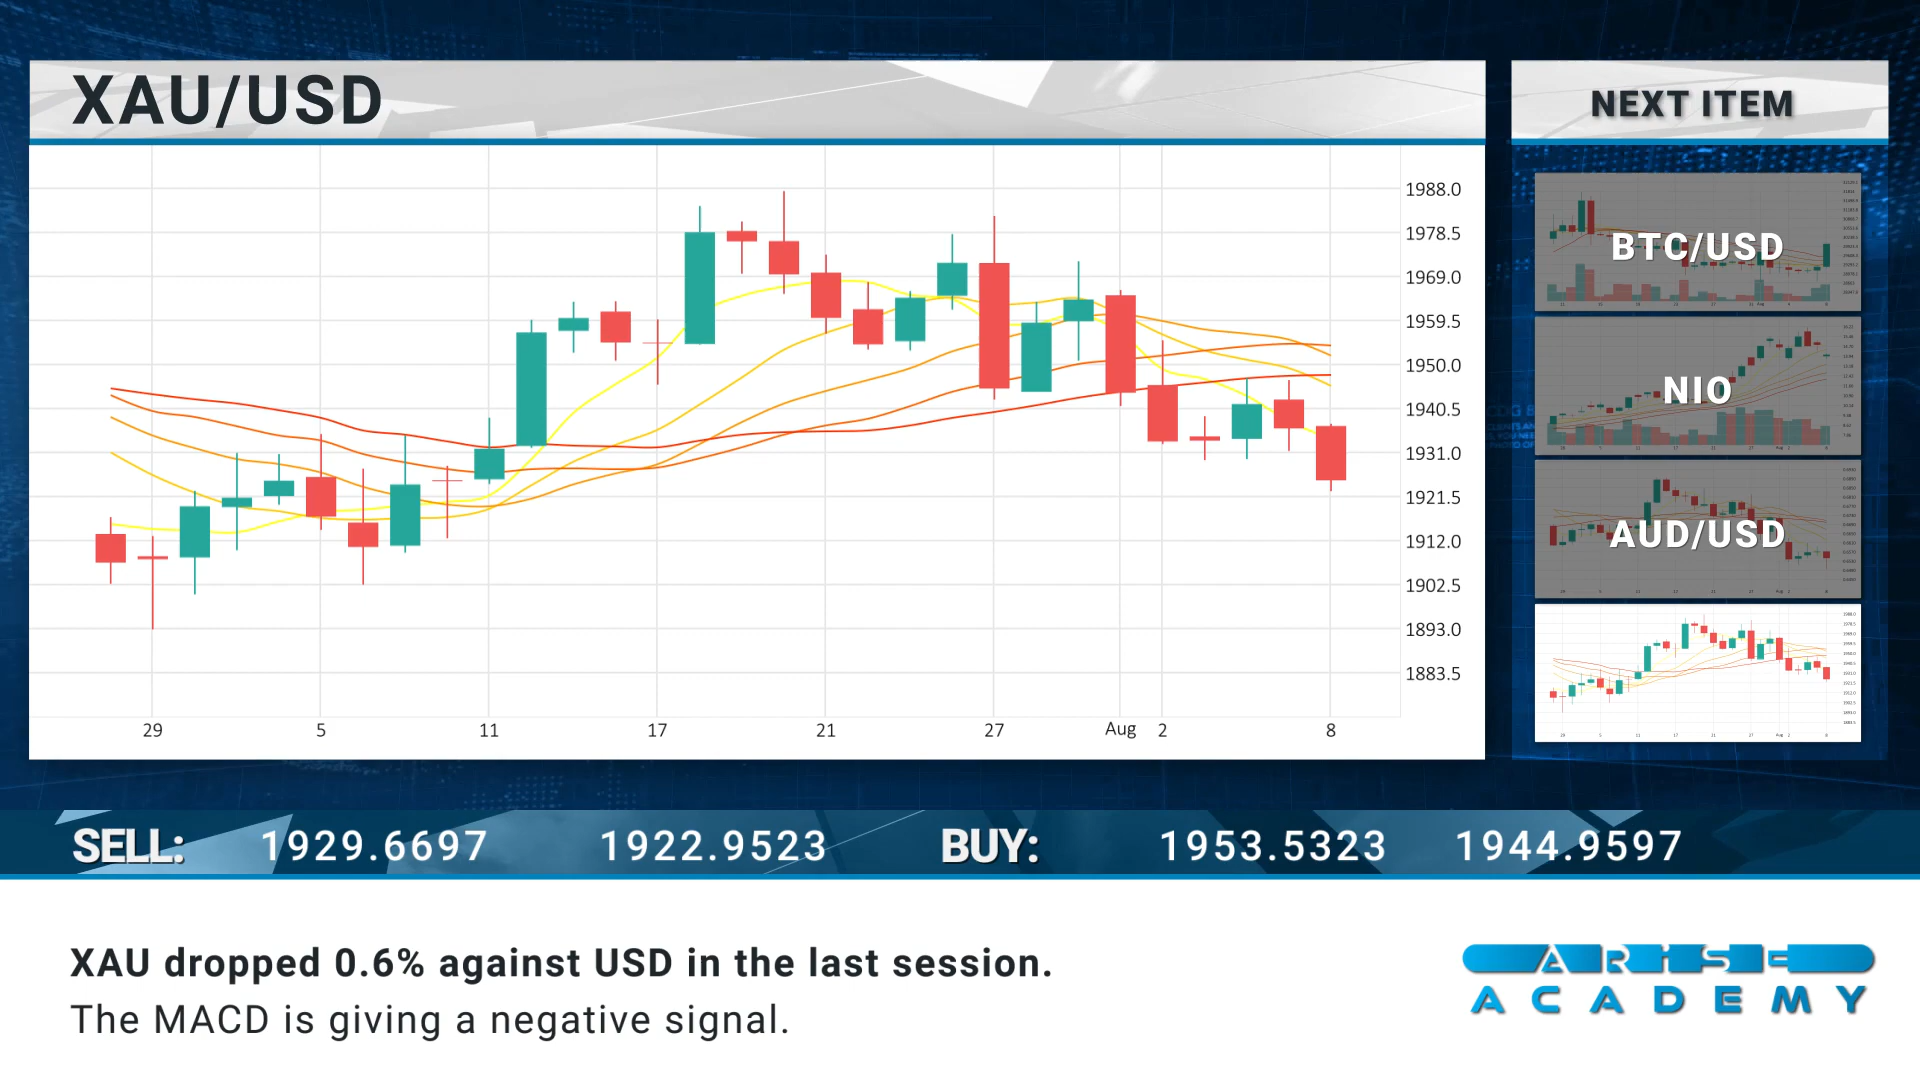 XAU/USD
NEXT ITEM
1988.0
1978.5
1969.0
1959.5
1950.0
1940.5
1931.0
1921.5
1912.0
1902.5
1893.0
1883.5
29 5 11 17 21 27 Aug 2 8
BTC/USD
NIO
AUD/USD
SELL: 1929.6697 1922.9523 BUY: 1953.5323 1944.9597
XAU dropped 0.6% against USD in the last session.
The MACD is giving a negative signal.
ARISE
ACADEMY